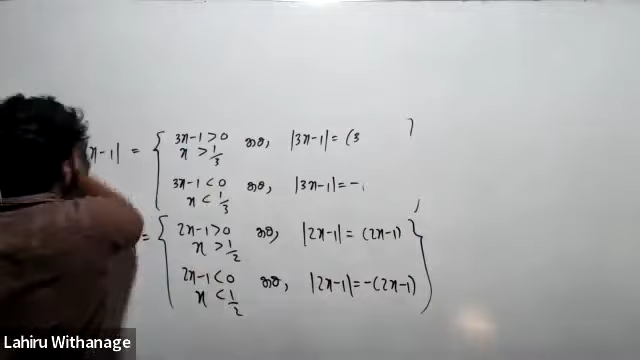 x-1| = { 3x-1>0 නම්, |3x-1| = (3 )
x > 1/3
3x-1<0 නම්, |3x-1| = -
x < 1/3
= { 2x-1>0 නම්, |2x-1| = (2x-1) }
x > 1/2
2x-1<0 නම්, |2x-1| = -(2x-1)
x < 1/2
Lahiru Withanage